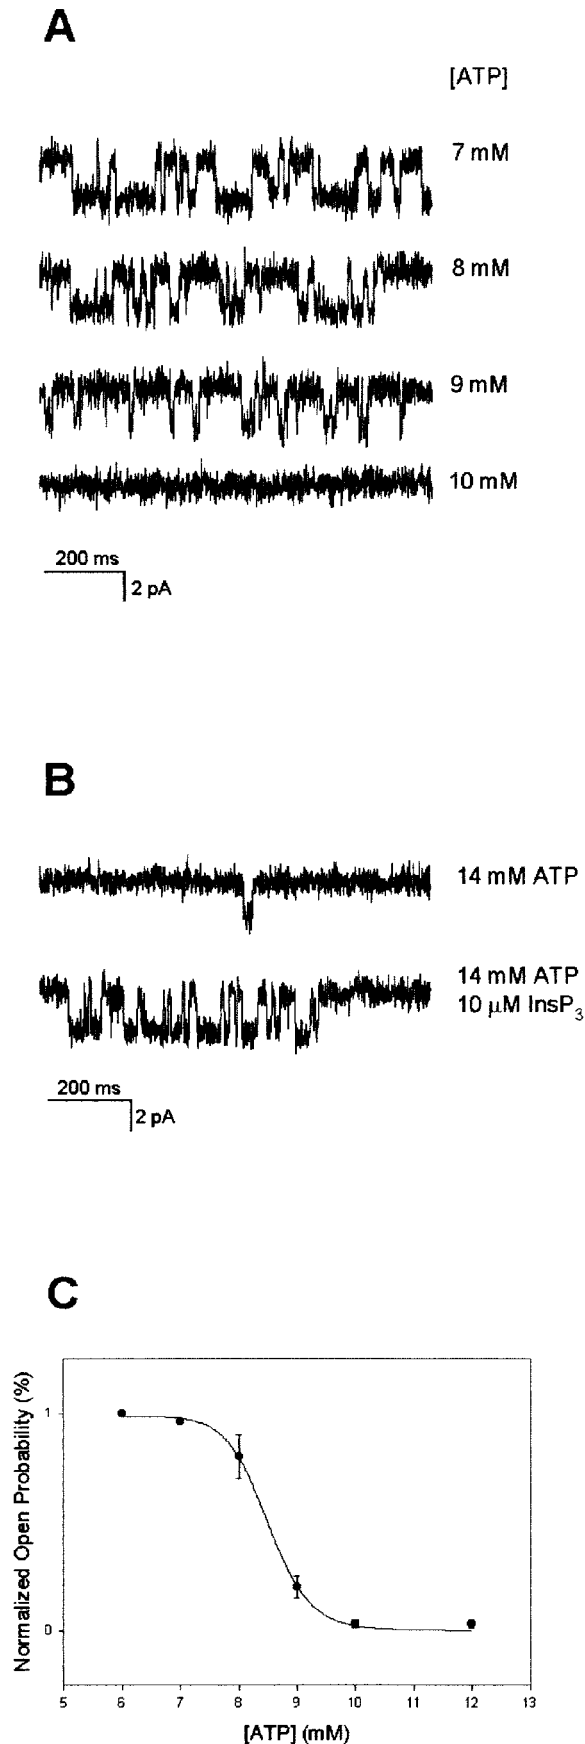 A
[ATP]
7 mM
8 mM
9 mM
10 mM
200 ms
2 pA
B
14 mM ATP
14 mM ATP
10 μM InsP₃
200 ms
2 pA
C
Normalized Open Probability (%)
1
0
5 6 7 8 9 10 11 12 13
[ATP] (mM)